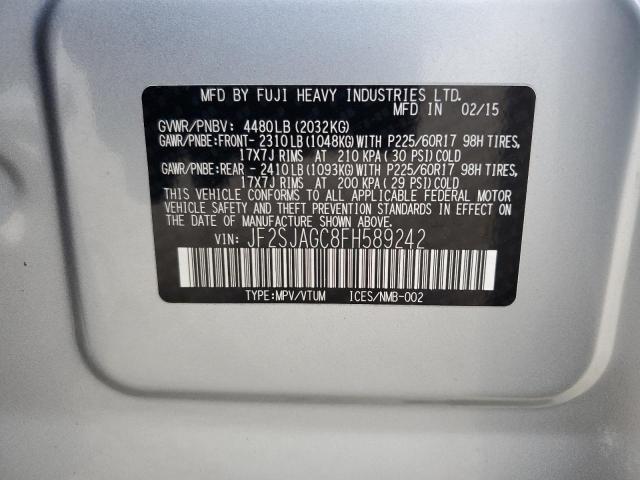 MFD BY FUJI HEAVY INDUSTRIES LTD.
MFD IN 02/15
GVWR/PNBV: 4480LB(2032KG)
GAWR/PNBE:FRONT- 2310LB(1048KG)WITH P225/60R17 98H TIRES,
17X7J RIMS AT 210 KPA(30 PSI)COLD
GAWR/PNBE:REAR - 2410LB(1093KG)WITH P225/60R17 98H TIRES,
17X7J RIMS AT 200 KPA(29 PSI)COLD
THIS VEHICLE CONFORMS TO ALL APPLICABLE FEDERAL MOTOR
VEHICLE SAFETY AND THEFT PREVENTION STANDARDS IN EFFECT
ON THE DATE OF MANUFACTURE SHOWN ABOVE.
VIN: JF2SJAGC8FH589242
TYPE:MPV/VTUM ICES/NMB-002